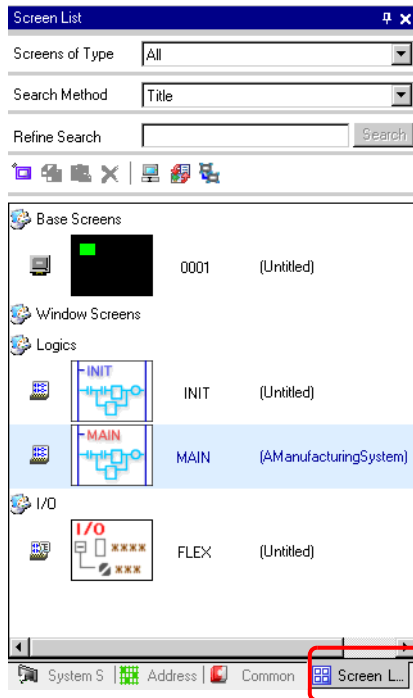 Screen List
Screens of Type All
Search Method Title
Refine Search Search
Base Screens
0001 (Untitled)
Window Screens
Logics
INIT INIT (Untitled)
MAIN MAIN (AManufacturingSystem)
I/O
I/O **** *** FLEX (Untitled)
System S Address Common Screen L...